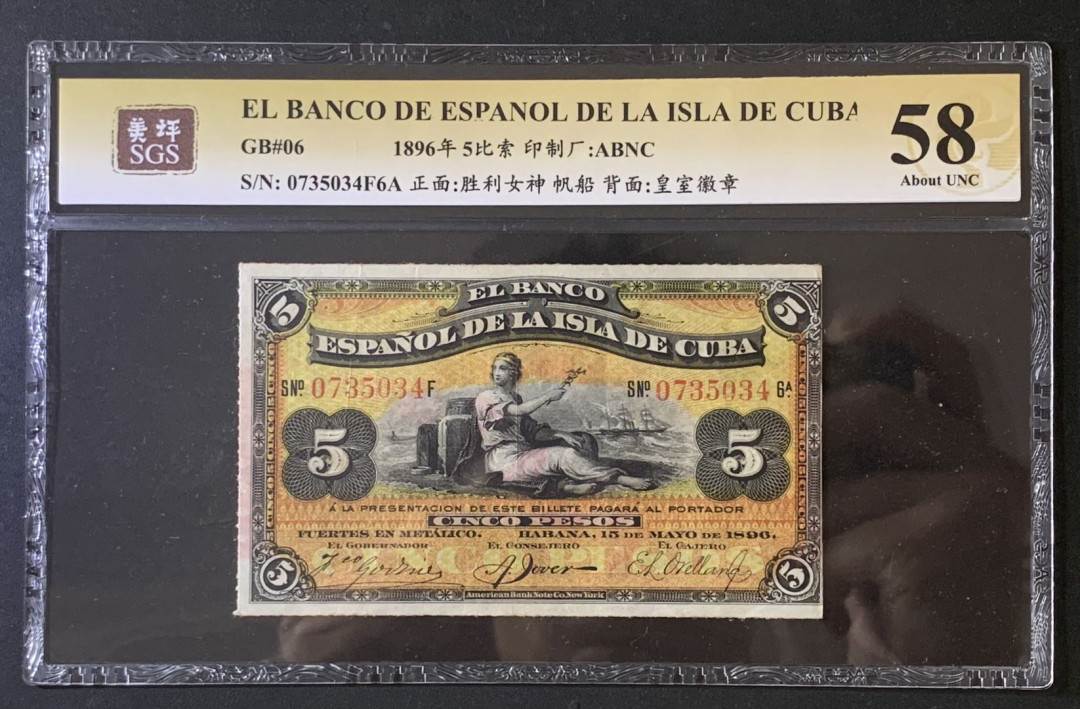 美评
SGS
EL BANCO DE ESPANOL DE LA ISLA DE CUBA
GB#06 1896年 5比索 印制厂:ABNC
S/N: 0735034F6A 正面:胜利女神 帆船 背面:皇室徽章
58
About UNC
5 5
EL BANCO
ESPAÑOL DE LA ISLA DE CUBA
SNº 0735034 F SNº 0735034 6A.
5 5
A LA PRESENTACION DE ESTE BILLETE PAGARÁ AL PORTADOR
CINCO PESOS
FUERTES EN METÁLICO. HABANA, 15 DE MAYO DE 1896.
EL GOBERNADOR EL CONSEJERO EL CAJERO
5 5
American Bank Note Co. New York